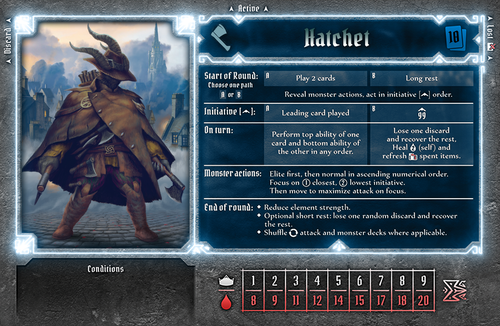 Active
Discard
Lost
Hatchet
10
Start of Round:
Choose one path
A or B
A Play 2 cards
B Long rest
Reveal monster actions, act in initiative [ ] order.
Initiative [ ]:
A Leading card played
B 99
On turn:
Perform top ability of one
card and bottom ability of
the other in any order.
Lose one discard
and recover the rest,
Heal 2 (self) and
refresh spent items.
Monster actions:
Elite first, then normal in ascending numerical order.
Focus on 1 closest, 2 lowest initiative.
Then move to maximize attack on focus.
End of round:
• Reduce element strength.
• Optional short rest: lose one random discard and recover
the rest.
• Shuffle attack and monster decks where applicable.
Conditions
1 2 3 4 5 6 7 8 9
8 9 11 12 14 15 17 18 20